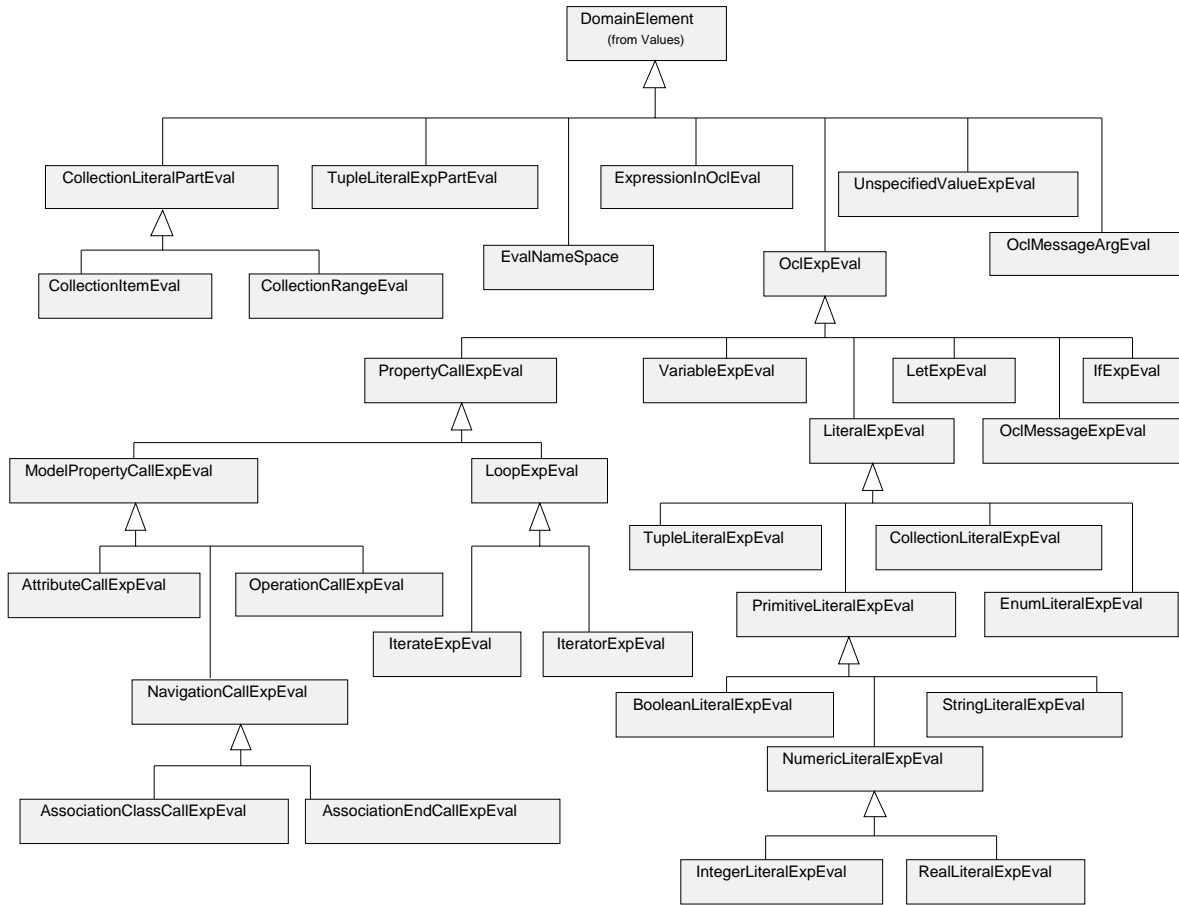 DomainElement
(from Values)
CollectionLiteralPartEval
TupleLiteralExpPartEval
ExpressionInOclEval
UnspecifiedValueExpEval
EvalNameSpace
OclExpEval
OclMessageArgEval
CollectionItemEval
CollectionRangeEval
PropertyCallExpEval
VariableExpEval
LetExpEval
IfExpEval
LiteralExpEval
OclMessageExpEval
ModelPropertyCallExpEval
LoopExpEval
TupleLiteralExpEval
CollectionLiteralExpEval
AttributeCallExpEval
OperationCallExpEval
PrimitiveLiteralExpEval
EnumLiteralExpEval
IterateExpEval
IteratorExpEval
NavigationCallExpEval
BooleanLiteralExpEval
StringLiteralExpEval
NumericLiteralExpEval
AssociationClassCallExpEval
AssociationEndCallExpEval
IntegerLiteralExpEval
RealLiteralExpEval